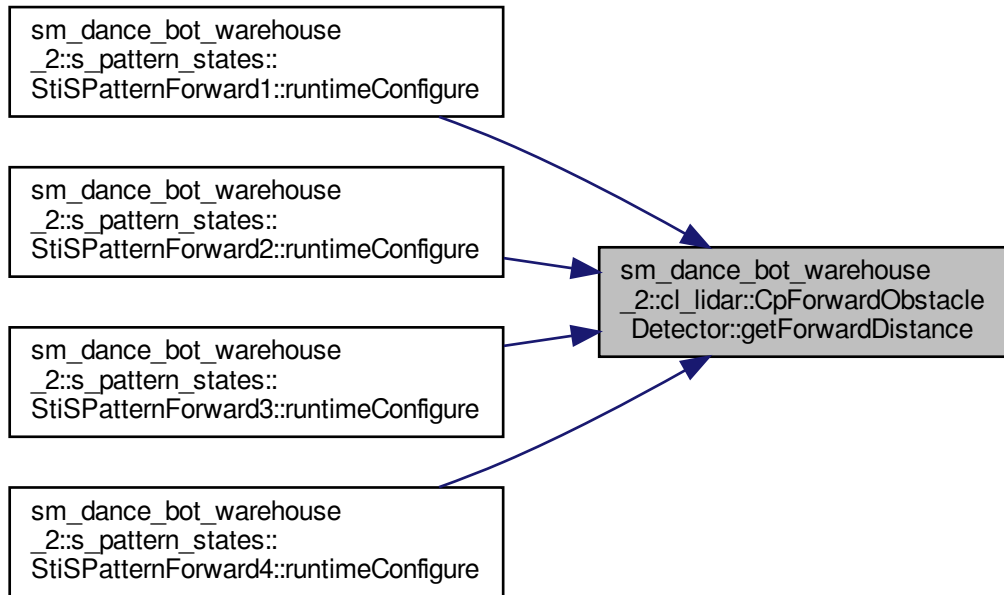 sm_dance_bot_warehouse
_2::s_pattern_states::
StiSPatternForward1::runtimeConfigure
sm_dance_bot_warehouse
_2::s_pattern_states::
StiSPatternForward2::runtimeConfigure
sm_dance_bot_warehouse
_2::cl_lidar::CpForwardObstacle
Detector::getForwardDistance
sm_dance_bot_warehouse
_2::s_pattern_states::
StiSPatternForward3::runtimeConfigure
sm_dance_bot_warehouse
_2::s_pattern_states::
StiSPatternForward4::runtimeConfigure